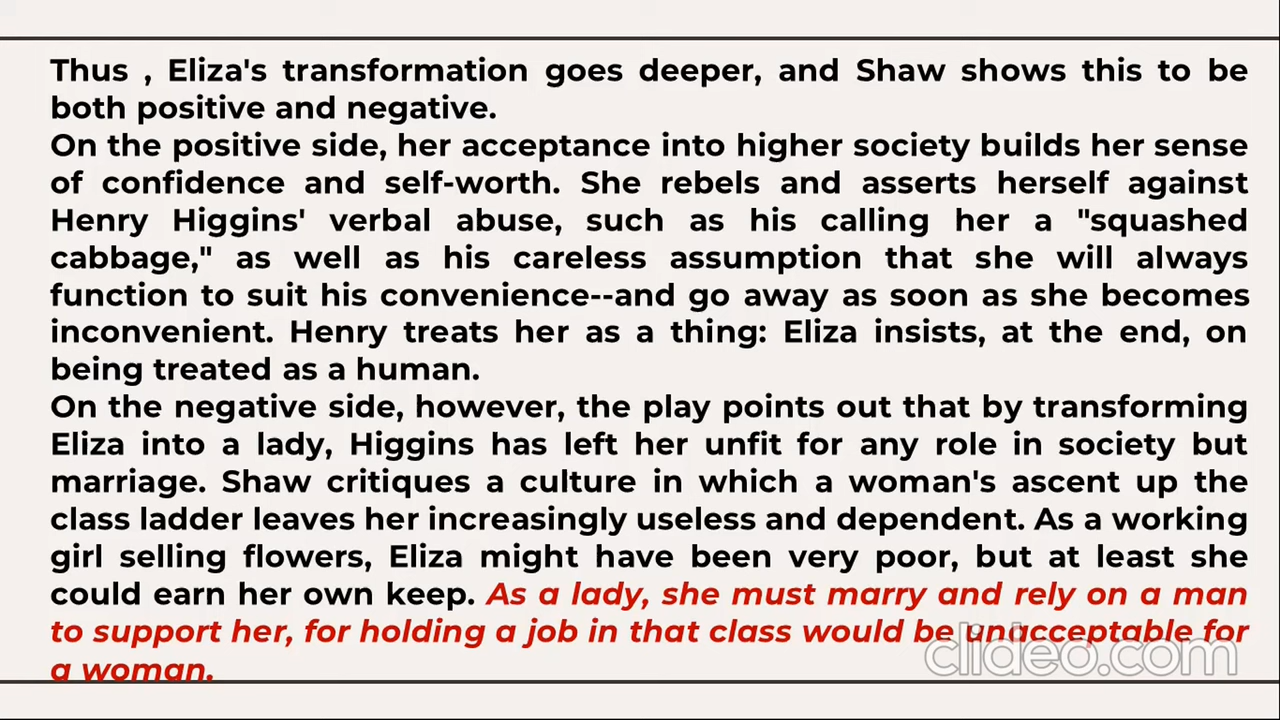 Thus , Eliza's transformation goes deeper, and Shaw shows this to be
both positive and negative.
On the positive side, her acceptance into higher society builds her sense
of confidence and self-worth. She rebels and asserts herself against
Henry Higgins' verbal abuse, such as his calling her a "squashed
cabbage," as well as his careless assumption that she will always
function to suit his convenience--and go away as soon as she becomes
inconvenient. Henry treats her as a thing: Eliza insists, at the end, on
being treated as a human.
On the negative side, however, the play points out that by transforming
Eliza into a lady, Higgins has left her unfit for any role in society but
marriage. Shaw critiques a culture in which a woman's ascent up the
class ladder leaves her increasingly useless and dependent. As a working
girl selling flowers, Eliza might have been very poor, but at least she
could earn her own keep. As a lady, she must marry and rely on a man
to support her, for holding a job in that class would be unacceptable for
a woman.
clideo.com